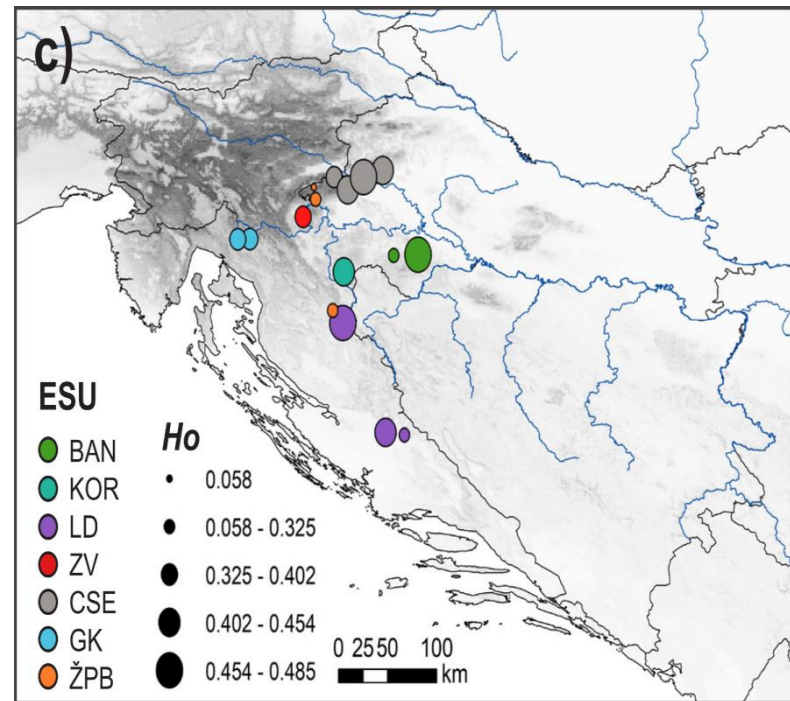 c)
ESU
BAN
KOR
LD
ZV
CSE
GK
ŽPB
Ho
0.058
0.058 - 0.325
0.325 - 0.402
0.402 - 0.454
0.454 - 0.485
0 25 50 100
km